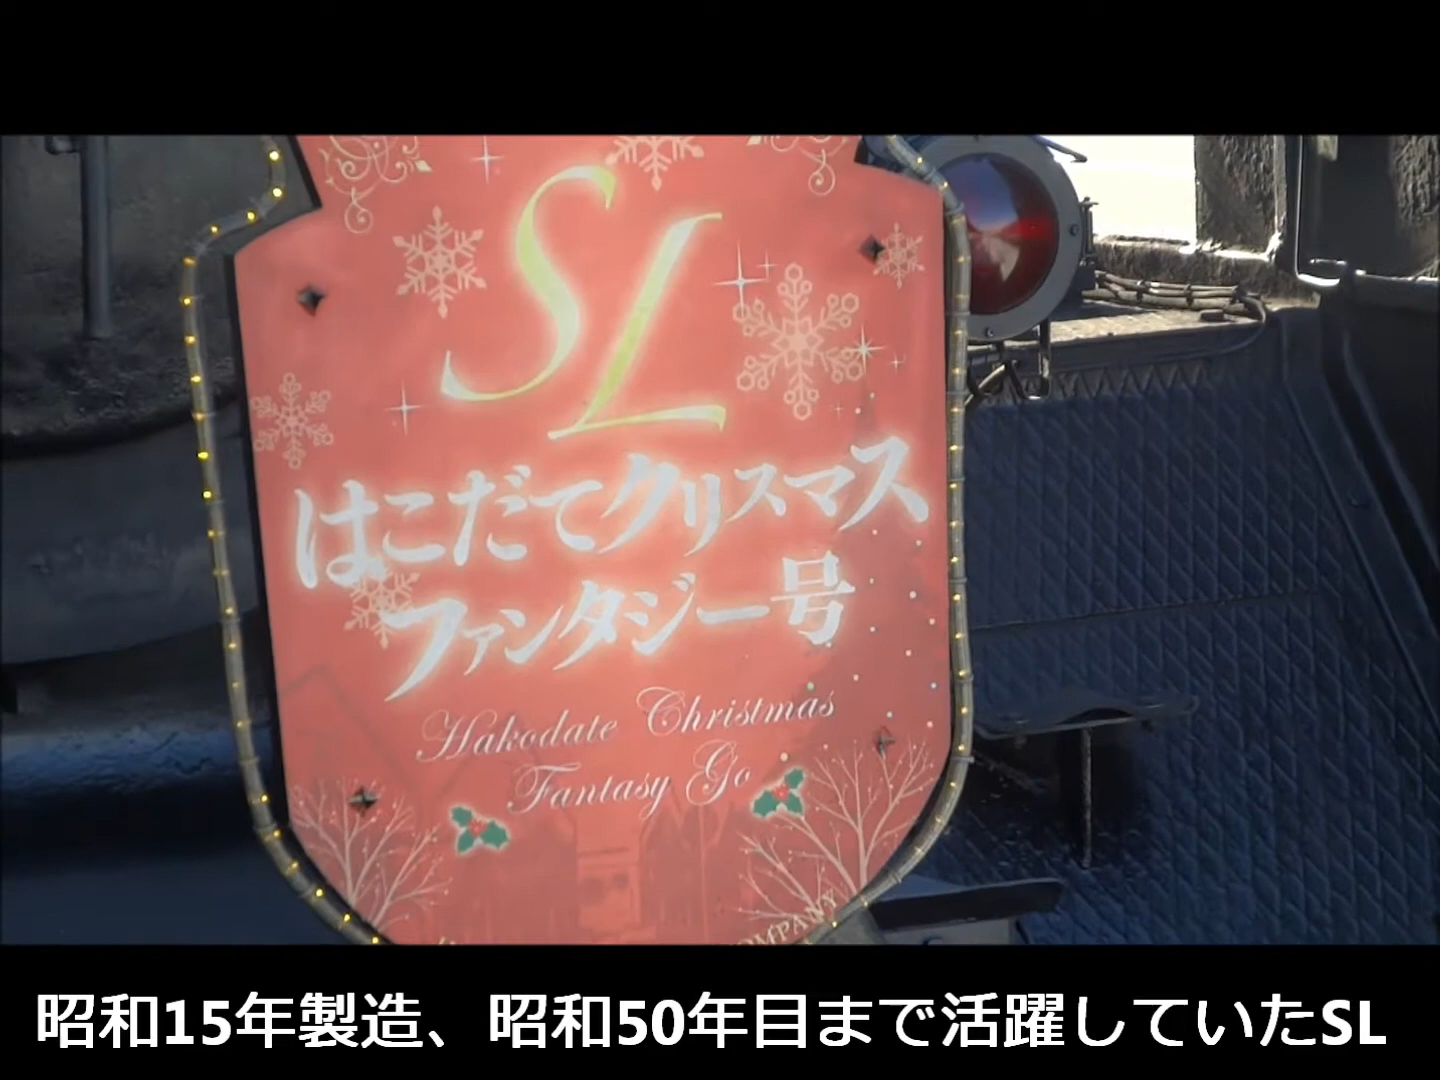 SL
はこだてクリスマス
ファンタジー号
Hakodate Christmas
Fantasy Go
昭和15年製造、昭和50年目まで活躍していたSL